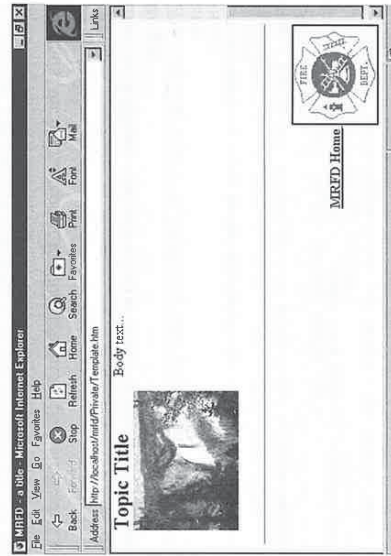 MRFD - a title - Microsoft Internet Explorer
File Edit View Go Favorites Help
Back Stop Refresh Home Search Favorites Print Font Mail
Address http://localhost/mrfd/Private/Template.htm Links
Topic Title
Body text...
MRFD Home
FIRE
DEPT.